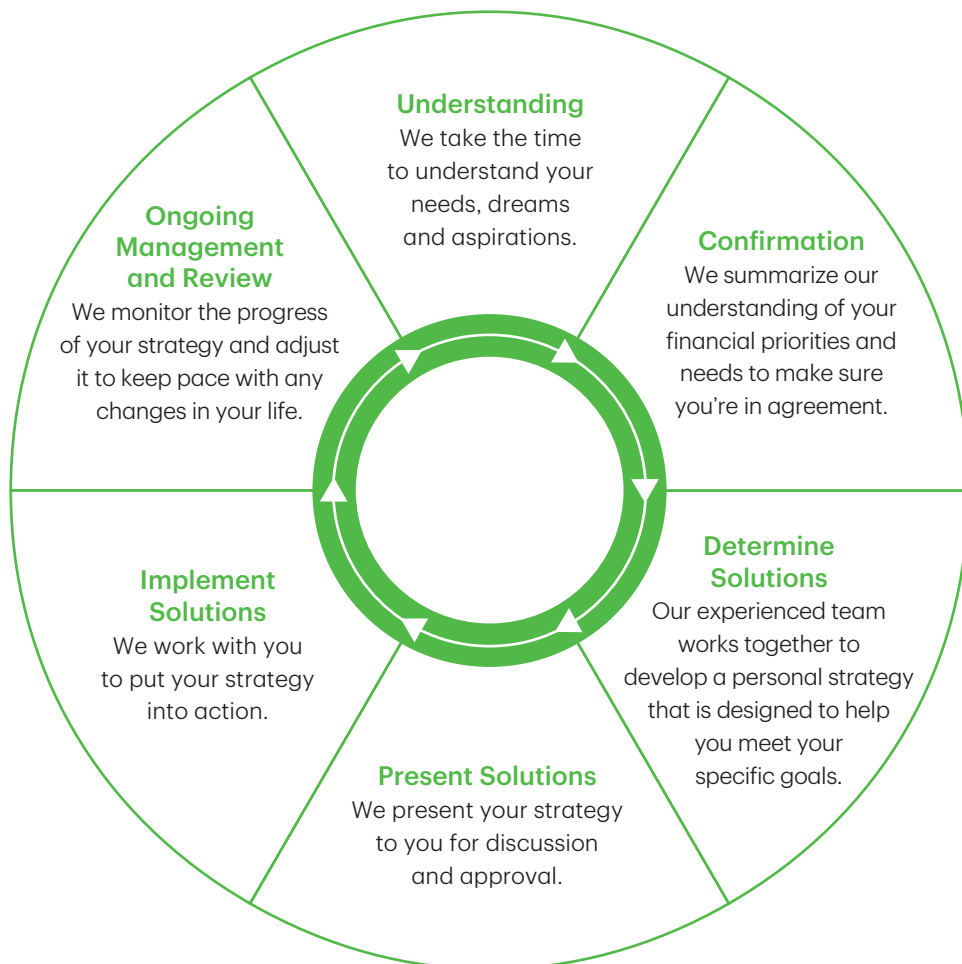 Understanding
We take the time
to understand your
needs, dreams
and aspirations.
Confirmation
We summarize our
understanding of your
financial priorities and
needs to make sure
you’re in agreement.
Determine
Solutions
Our experienced team
works together to
develop a personal strategy
that is designed to help
you meet your
specific goals.
Present Solutions
We present your strategy
to you for discussion
and approval.
Implement
Solutions
We work with you
to put your strategy
into action.
Ongoing
Management
and Review
We monitor the progress
of your strategy and adjust
it to keep pace with any
changes in your life.